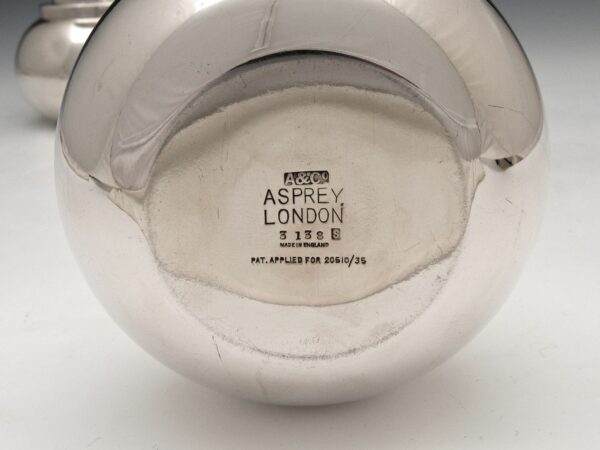 A&Co
ASPREY,
LONDON
3138 S
MADE IN ENGLAND
PAT. APPLIED FOR 20510/35